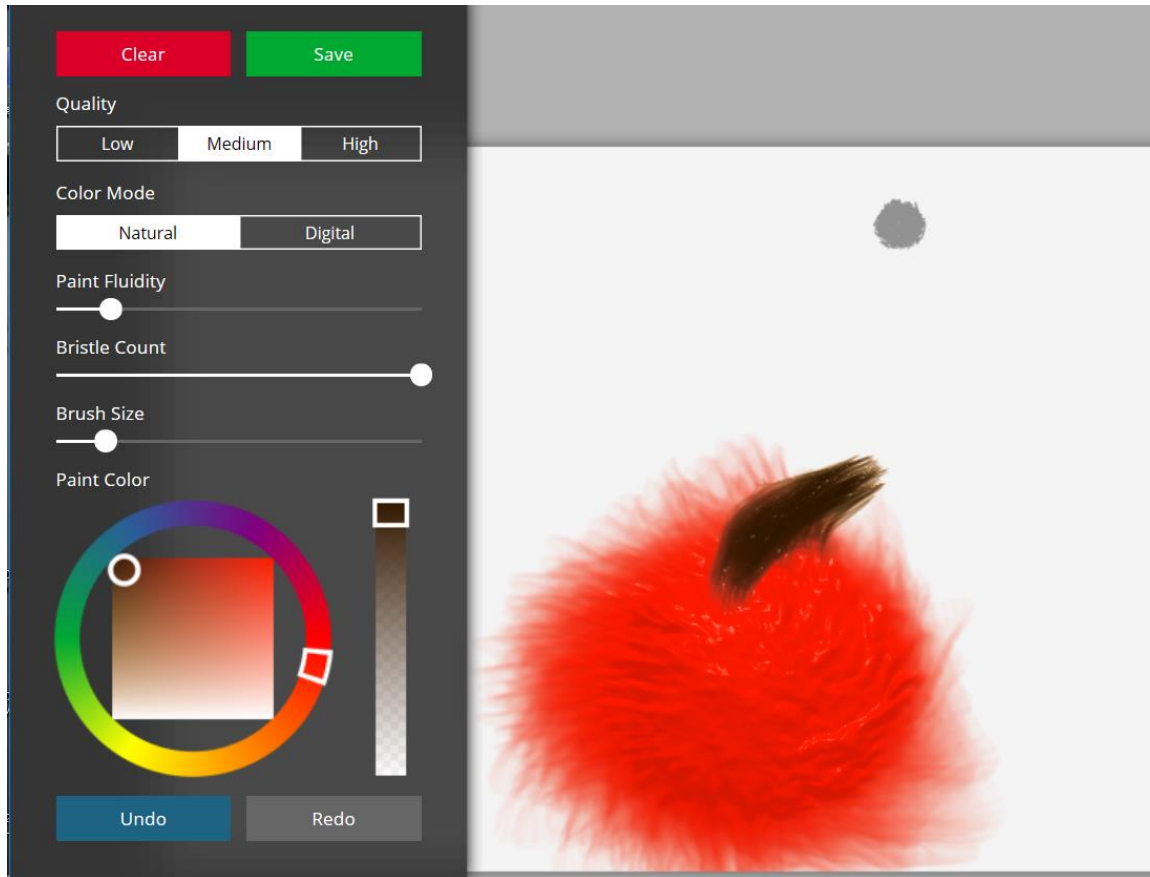 Clear Save
Quality
Low Medium High
Color Mode
Natural Digital
Paint Fluidity
Bristle Count
Brush Size
Paint Color
Undo Redo